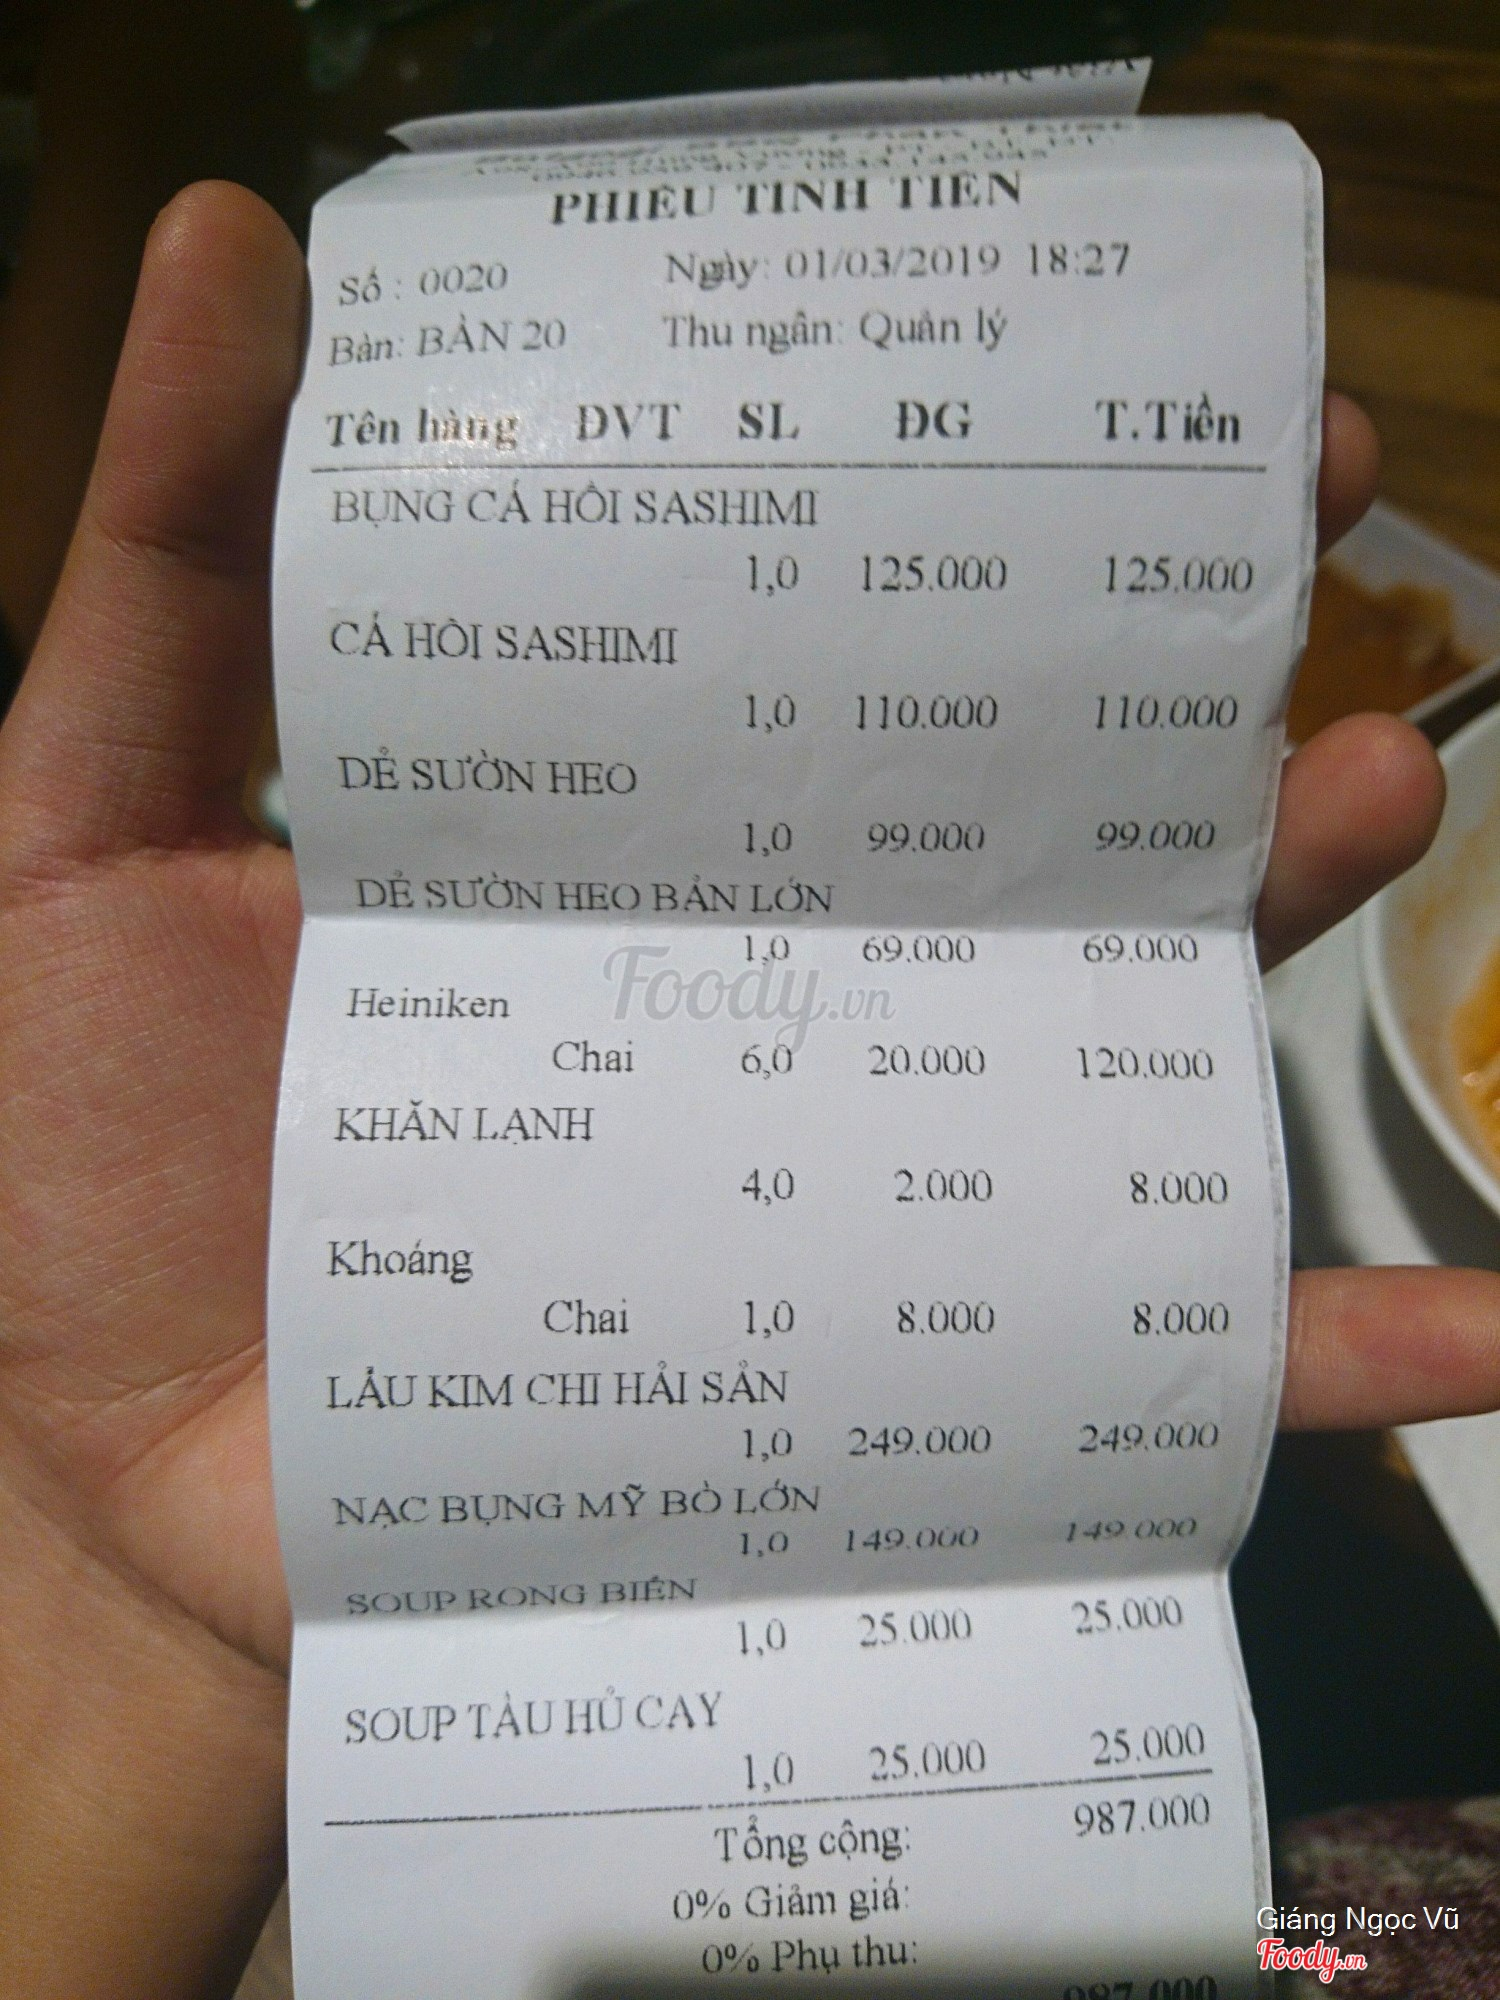 PHIẾU TÍNH TIỀN
Số : 0020 Ngày: 01/03/2019 18:27
Bàn: BÀN 20 Thu ngân: Quản lý
Tên hàng ĐVT SL ĐG T.Tiền
BỤNG CÁ HỒI SASHIMI
1,0 125.000 125.000
CÁ HỒI SASHIMI
1,0 110.000 110.000
DẺ SƯỜN HEO
1,0 99.000 99.000
DẺ SƯỜN HEO BẢN LỚN
1,0 69.000 69.000
Foody.vn
Heiniken
Chai 6,0 20.000 120.000
KHĂN LẠNH
4,0 2.000 8.000
Khoáng
Chai 1,0 8.000 8.000
LẨU KIM CHI HẢI SẢN
1,0 249.000 249.000
NẠC BỤNG MỸ BÒ LỚN
1,0 149.000 149.000
SOUP RONG BIỂN
1,0 25.000 25.000
SOUP TÀU HỦ CAY
1,0 25.000 25.000
Tổng cộng: 987.000
0% Giảm giá:
0% Phụ thu:
987.000
Giáng Ngọc Vũ
Foody.vn